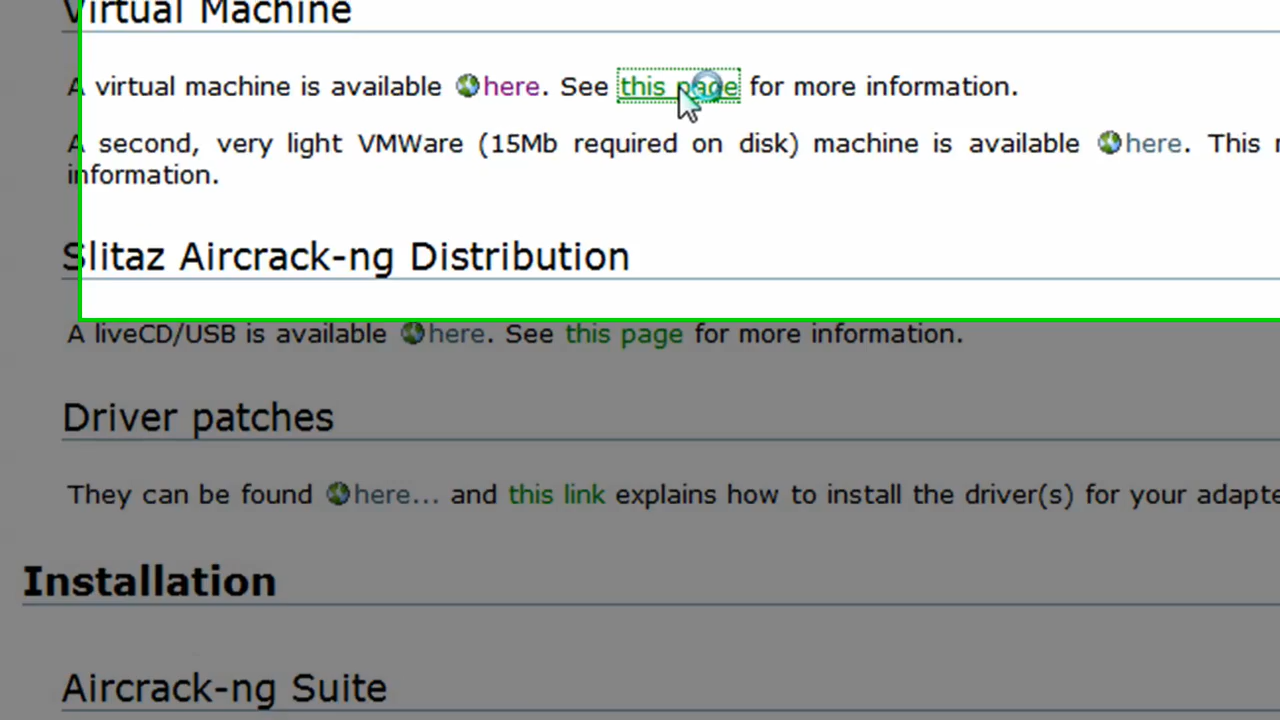 Virtual Machine
A virtual machine is available here. See this page for more information.
A second, very light VMWare (15Mb required on disk) machine is available here. This
information.
Slitaz Aircrack-ng Distribution
A liveCD/USB is available here. See this page for more information.
Driver patches
They can be found here... and this link explains how to install the driver(s) for your
Installation
Aircrack-ng Suite